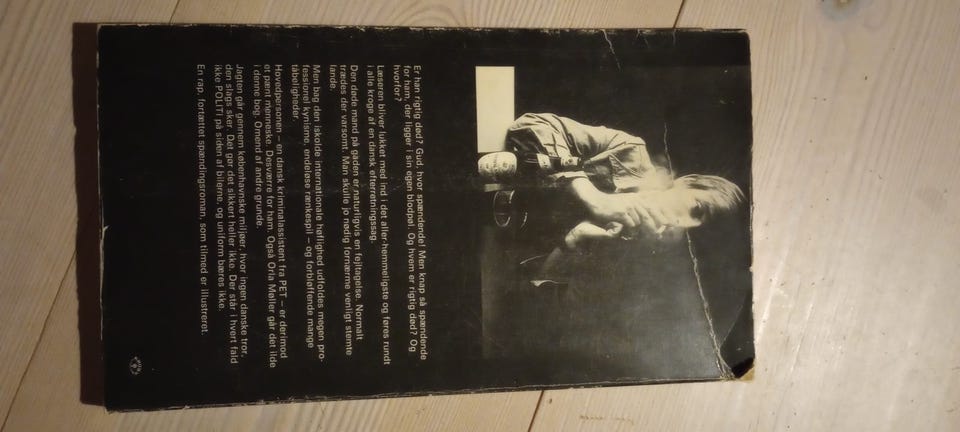 Er han rigtig død? Gud, hvor spændende! Men knap så spændende
for ham, der ligger i sin egen blodpøl. Og hvem er rigtig død? Og
hvorfor?
Læseren bliver lukket med ind i det aller-hemmeligste og føres rundt
i alle kroge af en dansk efterretningssag.
Den døde mand på gaden er naturligvis en fejltagelse. Normalt
trædes der varsomt. Man skulle jo nødig fornærme venligt stemte
lande.
Men bag den iskolde internationale høflighed udfoldes megen pro-
fessionel kynisme, endeløse rænkespil – og forbløffende mange
tåbeligheder.
Hovedpersonen – en dansk kriminalassistent fra PET – er derimod
et pænt menneske. Desværre for ham. Også Orla Møller går det ilde
i denne bog. Omend af andre grunde.
Jagten går gennem københavnske miljøer, hvor ingen danske tror,
den slags sker. Det gør det sikkert heller ikke. Der står i hvert fald
ikke POLITI på siden af bilerne, og uniform bæres ikke.
En rap, fortættet spændingsroman, som tilmed er illustreret.